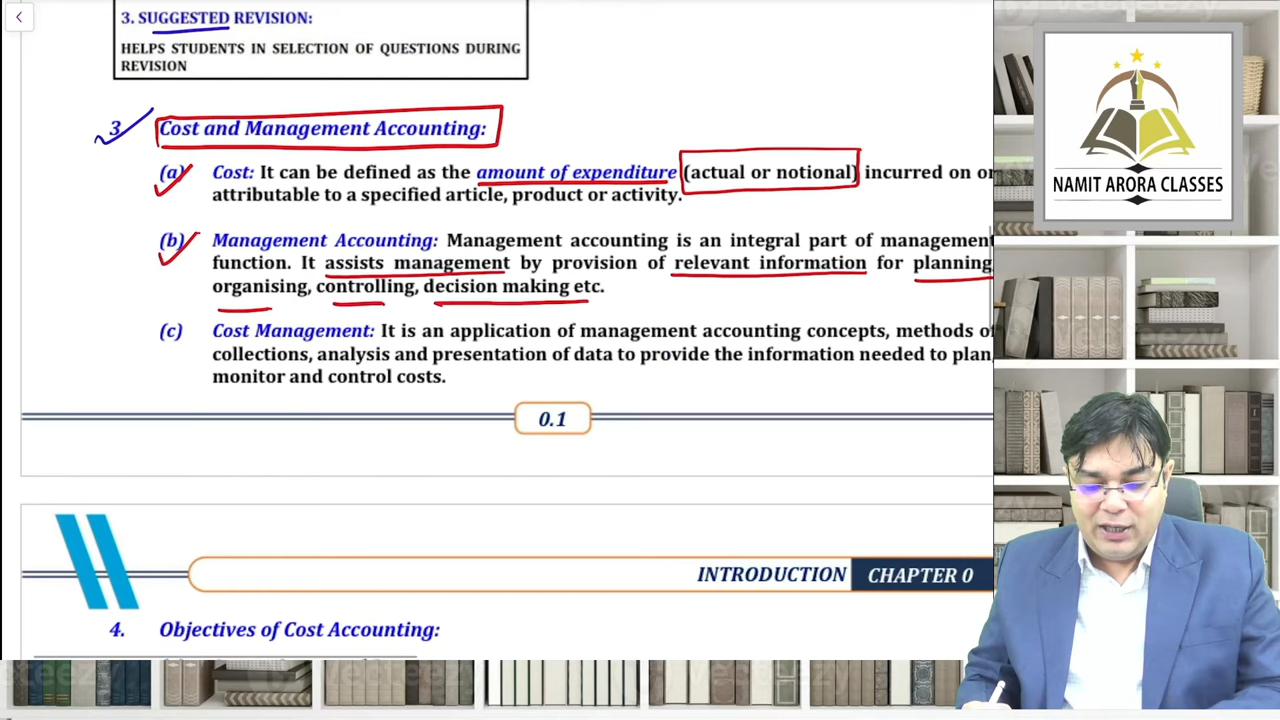 3. SUGGESTED REVISION:
HELPS STUDENTS IN SELECTION OF QUESTIONS DURING
REVISION
3 Cost and Management Accounting:
(a) Cost: It can be defined as the amount of expenditure (actual or notional) incurred on or
attributable to a specified article, product or activity.
(b) Management Accounting: Management accounting is an integral part of management
function. It assists management by provision of relevant information for planning,
organising, controlling, decision making etc.
(c) Cost Management: It is an application of management accounting concepts, methods of
collections, analysis and presentation of data to provide the information needed to plan,
monitor and control costs.
0.1
INTRODUCTION CHAPTER 0
4. Objectives of Cost Accounting:
NAMIT ARORA CLASSES
vecteezy